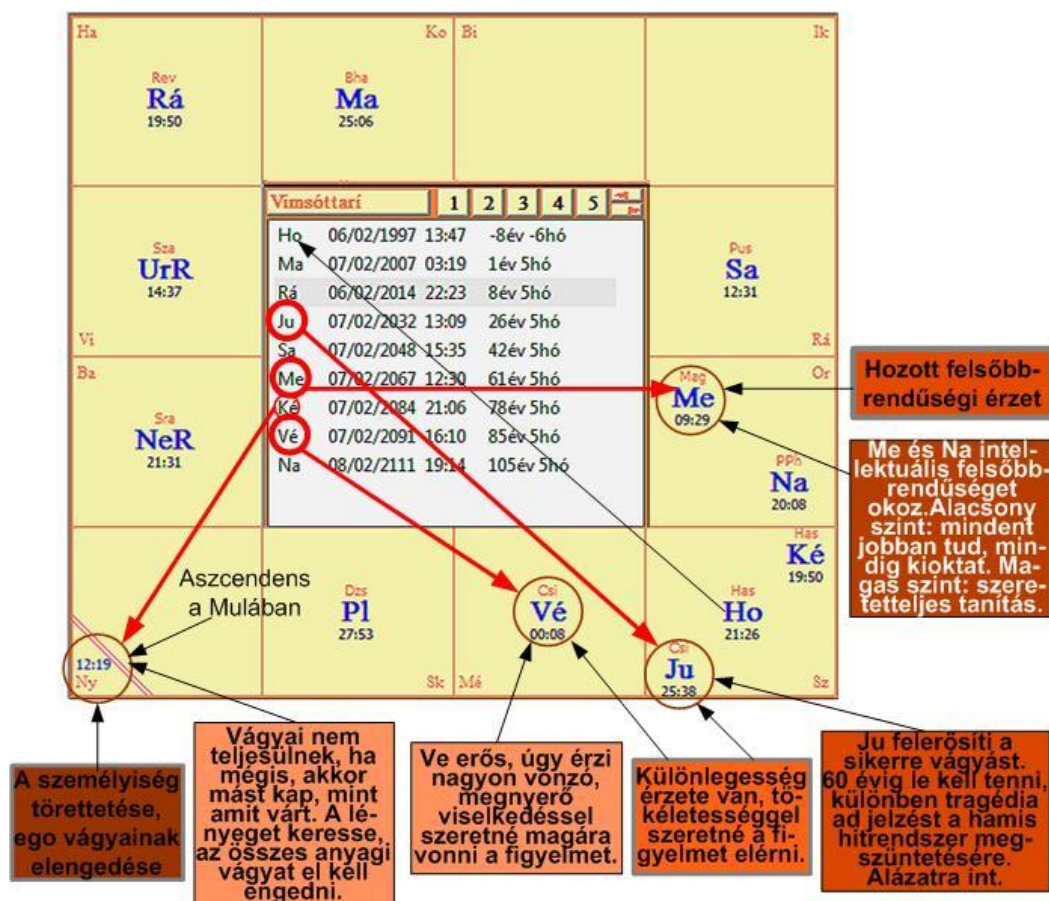 Ha
Ko
Bi
Ik
Rev
Rá
19:50
Bha
Ma
25:06
Vimsóttarí
1 2 3 4 5
Ho 06/02/1997 13:47 -8év -6hó
Ma 07/02/2007 03:19 1év 5hó
Rá 06/02/2014 22:23 8év 5hó
Ju 07/02/2032 13:09 26év 5hó
Sa 07/02/2048 15:35 42év 5hó
Me 07/02/2067 12:30 61év 5hó
Ké 07/02/2084 21:06 78év 5hó
Vé 07/02/2091 16:10 85év 5hó
Na 08/02/2111 19:14 105év 5hó
Sza
UrR
14:37
Vi
Pus
Sa
12:31
Rá
Ba
Sra
NeR
21:31
Or
Mag
Me
09:29
PPh
Na
20:08
Hozott felsőbb-
rendűségi érzet
Me és Na intel-
lektuális felsőbb-
rendűséget
okoz.Alacsony
szint: mindent
jobban tud, min-
dig kioktat. Ma-
gas szint: szere-
tetteljes tanítás.
Aszcendens
a Mulában
12:19
Ny
Dzs
Pl
27:53
Sk
Mé
Csi
Vé
00:08
Has
Ké
19:50
Has
Ho
21:26
Csi
Ju
25:38
Sz
A személyiség
törettetése,
ego vágyainak
elengedése
Vágyai nem
teljesülnek, ha
mégis, akkor
mást kap, mint
amit várt. A lé-
nyeget keresse,
az összes anyagi
vágyat el kell
engedni.
Ve erős, úgy érzi
nagyon vonzó,
megnyerő
viselkedéssel
szeretné magára
vonni a figyelmet.
Különlegesség
érzete van, tö-
kéletességgel
szeretné a fi-
gyelmet elérni.
Ju felerősíti a
sikerre vágyást.
60 évig le kell tenni,
különben tragédia
ad jelzést a hamis
hitrendszer meg-
szüntetésére.
Alázatra int.